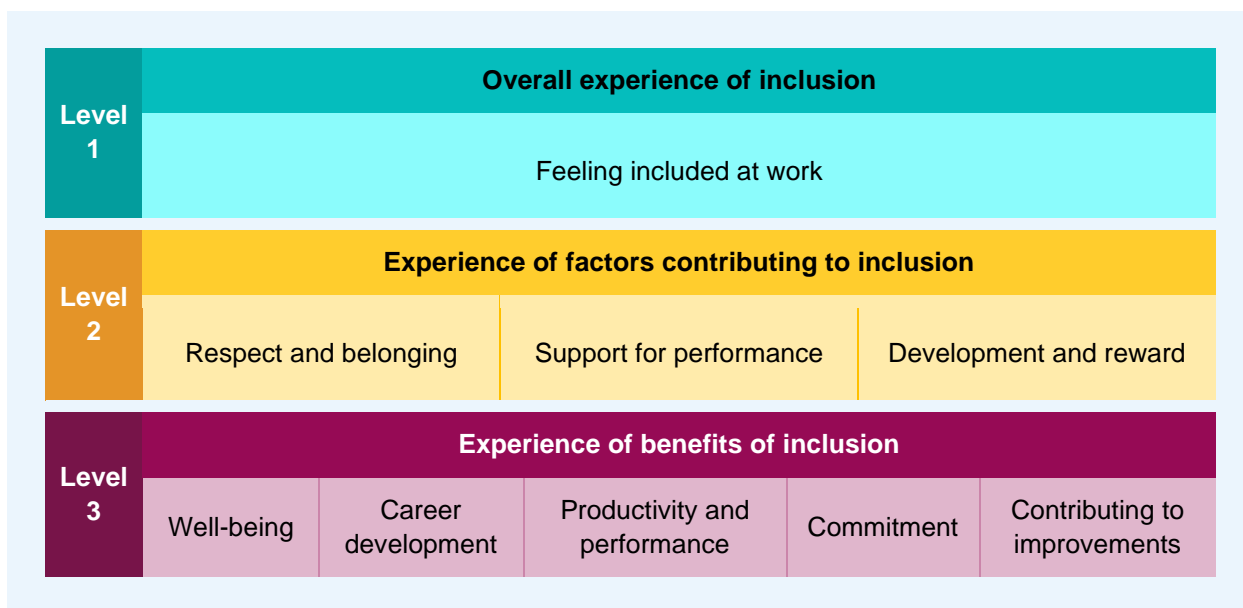 Level
1
Overall experience of inclusion
Feeling included at work
Level
2
Experience of factors contributing to inclusion
Respect and belonging
Support for performance
Development and reward
Level
3
Experience of benefits of inclusion
Well-being
Career
development
Productivity and
performance
Commitment
Contributing to
improvements